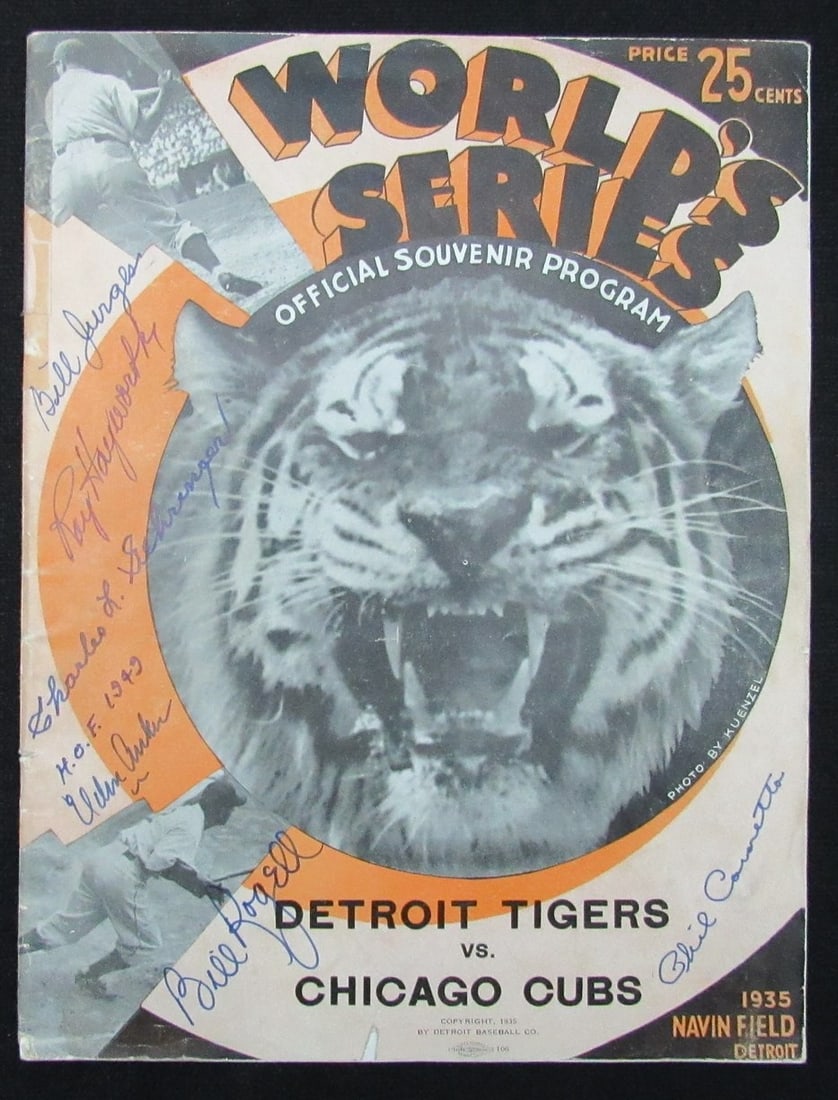 WORLD'S
SERIES
PRICE 25 CENTS
OFFICIAL SOUVENIR PROGRAM
Bill Jurges
Ray Hayworth
Charles L. Gehringer
H.O.F. 1949
Elden Auker
Bill Rogell
Phil Cavarretta
PHOTO BY KUENZEL
DETROIT TIGERS
VS.
CHICAGO CUBS
COPYRIGHT, 1935
BY DETROIT BASEBALL CO.
106
1935
NAVIN FIELD
DETROIT